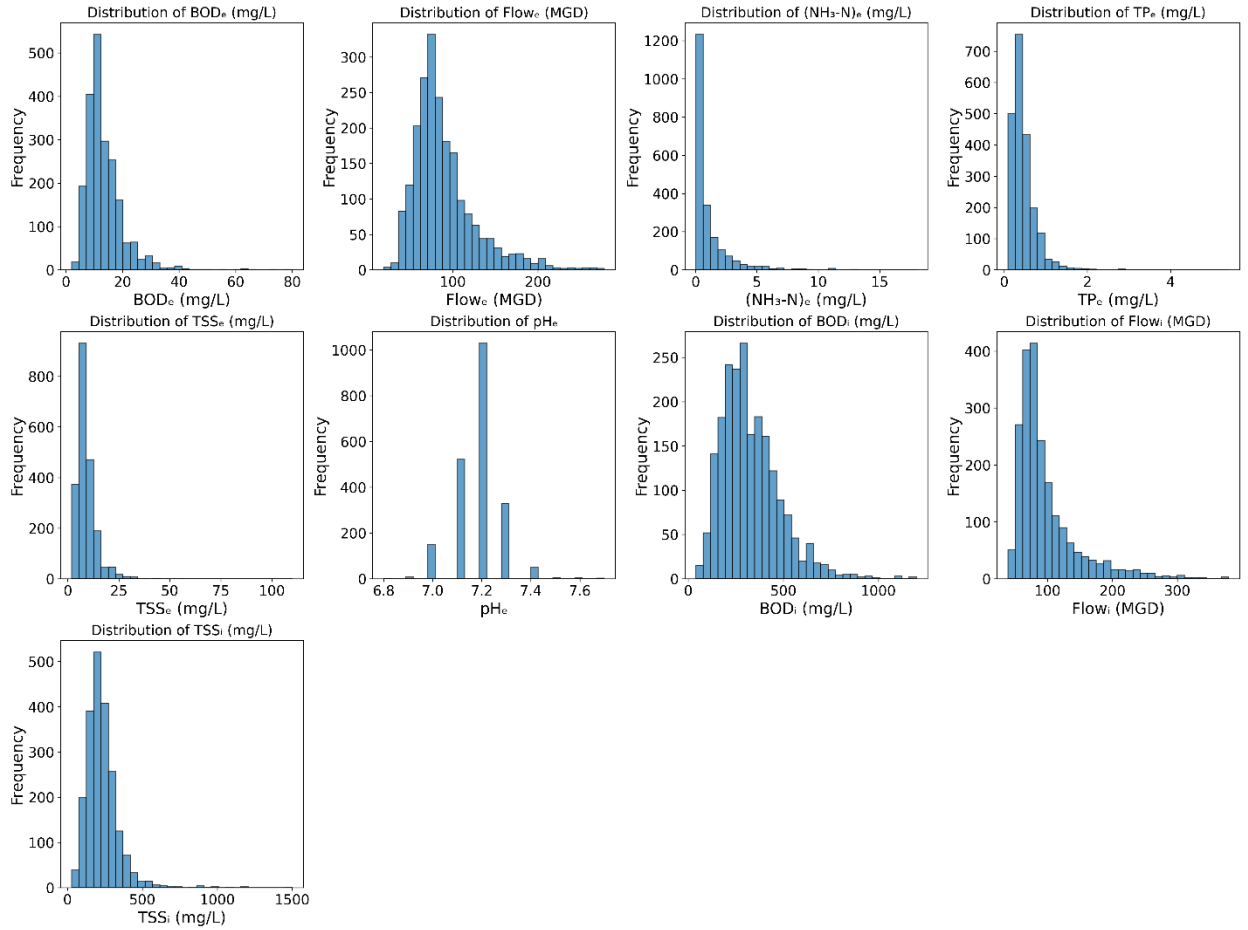 Distribution of BODₑ (mg/L)
500
400
300
200
100
0
Frequency
0 20 40 60 80
BODₑ (mg/L)
Distribution of Flowₑ (MGD)
300
250
200
150
100
50
0
Frequency
100 200
Flowₑ (MGD)
Distribution of (NH₃-N)ₑ (mg/L)
1200
1000
800
600
400
200
0
Frequency
0 5 10 15
(NH₃-N)ₑ (mg/L)
Distribution of TPₑ (mg/L)
700
600
500
400
300
200
100
0
Frequency
0 2 4
TPₑ (mg/L)
Distribution of TSSₑ (mg/L)
800
600
400
200
0
Frequency
0 25 50 75 100
TSSₑ (mg/L)
Distribution of pHₑ
1000
800
600
400
200
0
Frequency
6.8 7.0 7.2 7.4 7.6
pHₑ
Distribution of BODᵢ (mg/L)
250
200
150
100
50
0
Frequency
0 500 1000
BODᵢ (mg/L)
Distribution of Flowᵢ (MGD)
400
300
200
100
0
Frequency
100 200 300
Flowᵢ (MGD)
Distribution of TSSᵢ (mg/L)
500
400
300
200
100
0
Frequency
0 500 1000 1500
TSSᵢ (mg/L)